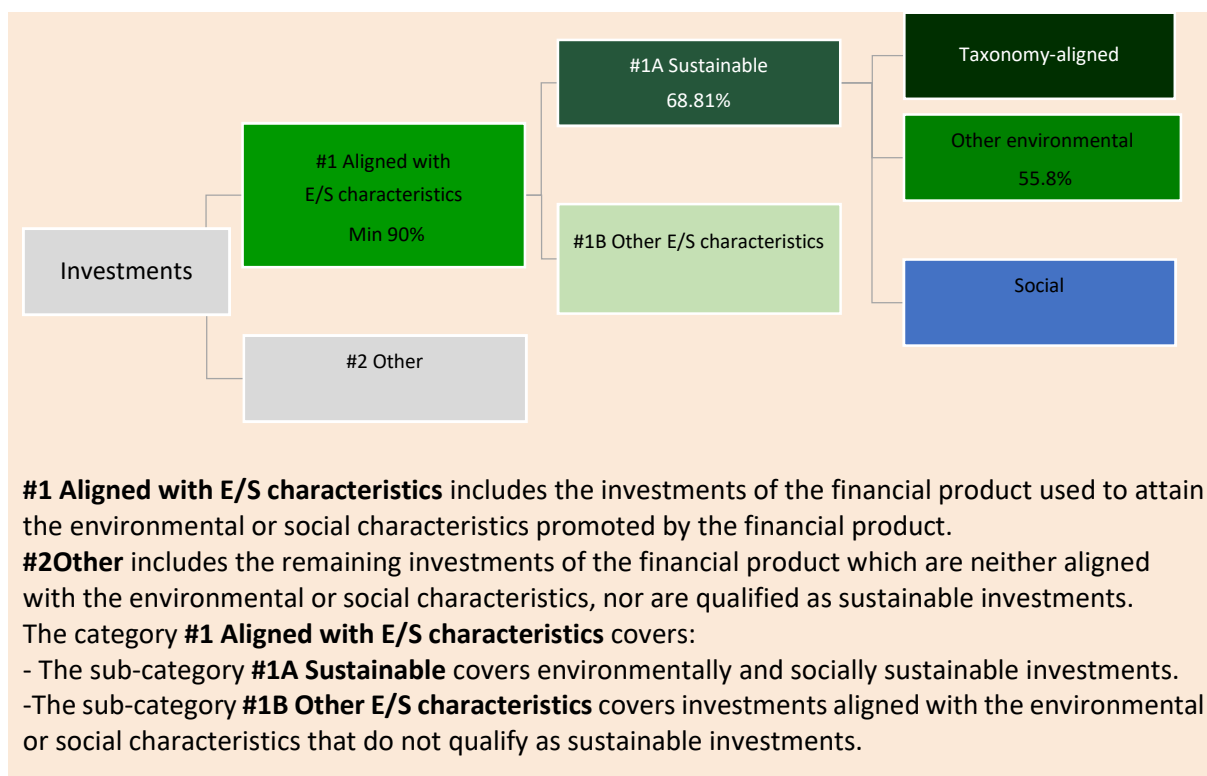 Investments
#1 Aligned with
E/S characteristics
Min 90%
#2 Other
#1A Sustainable
68.81%
#1B Other E/S characteristics
Taxonomy-aligned
Other environmental
55.8%
Social
#1 Aligned with E/S characteristics includes the investments of the financial product used to attain
the environmental or social characteristics promoted by the financial product.
#2Other includes the remaining investments of the financial product which are neither aligned
with the environmental or social characteristics, nor are qualified as sustainable investments.
The category #1 Aligned with E/S characteristics covers:
- The sub-category #1A Sustainable covers environmentally and socially sustainable investments.
-The sub-category #1B Other E/S characteristics covers investments aligned with the environmental
or social characteristics that do not qualify as sustainable investments.